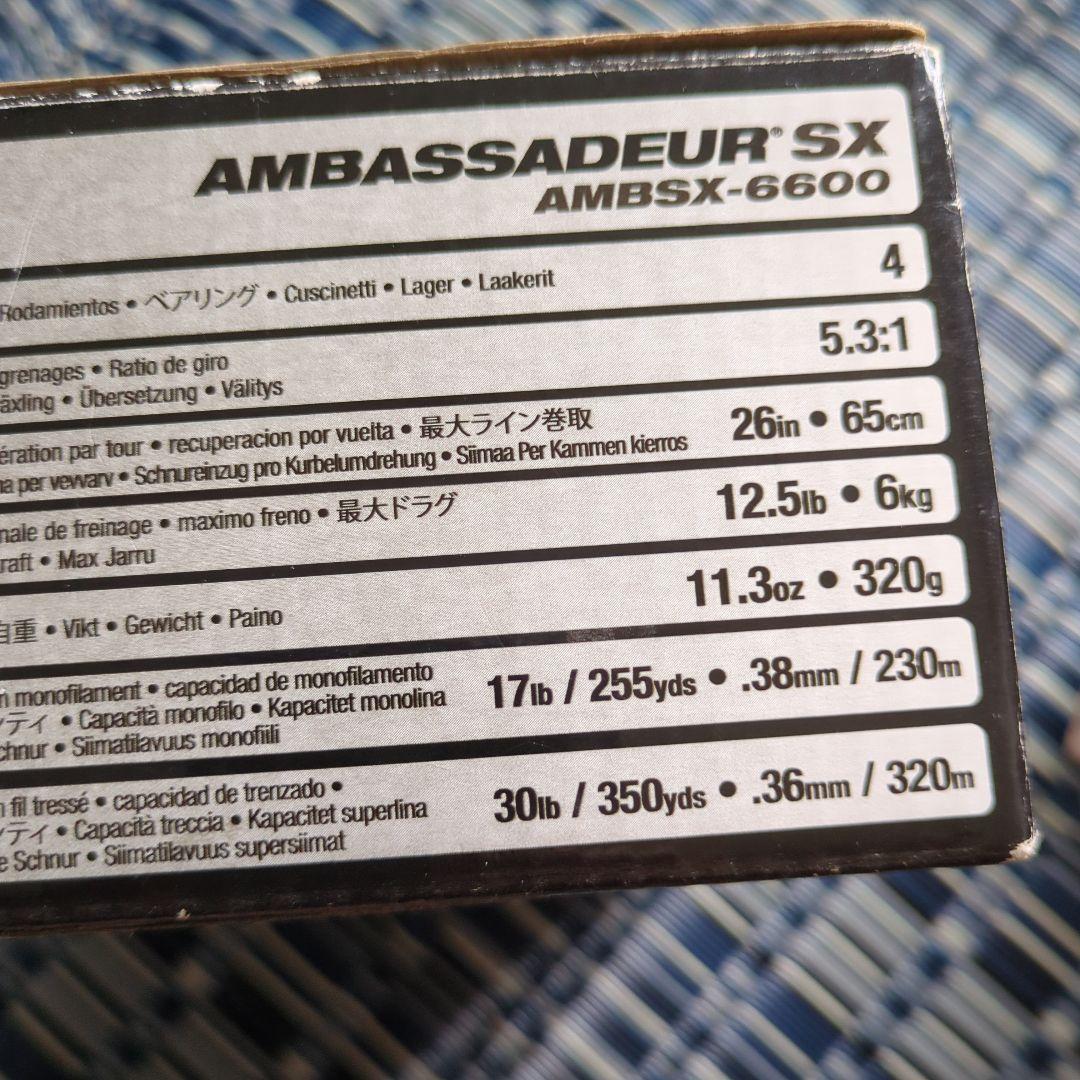 AMBASSADEUR® SX
AMBSX-6600
Rodamientos • ベアリング • Cuscinetti • Lager • Laakerit 4
grenages • Ratio de giro
äxling • Übersetzung • Välitys 5.3:1
ération par tour • recuperacion por vuelta • 最大ライン巻取
na per vevvarv • Schnureinzug pro Kurbelumdrehung • Siimaa Per Kammen kierros 26in • 65cm
nale de freinage • maximo freno • 最大ドラグ
raft • Max Jarru 12.5lb • 6kg
自重 • Vikt • Gewicht • Paino 11.3oz • 320g
n monofilament • capacidad de monofilamento
ティ • Capacità monofilo • Kapacitet monolina 17lb / 255yds • .38mm / 230m
chnur • Siimatilavuus monofiili
n fil tressé • capacidad de trenzado •
ティ • Capacità treccia • Kapacitet superlina 30lb / 350yds • .36mm / 320m
e Schnur • Siimatilavuus supersiimat